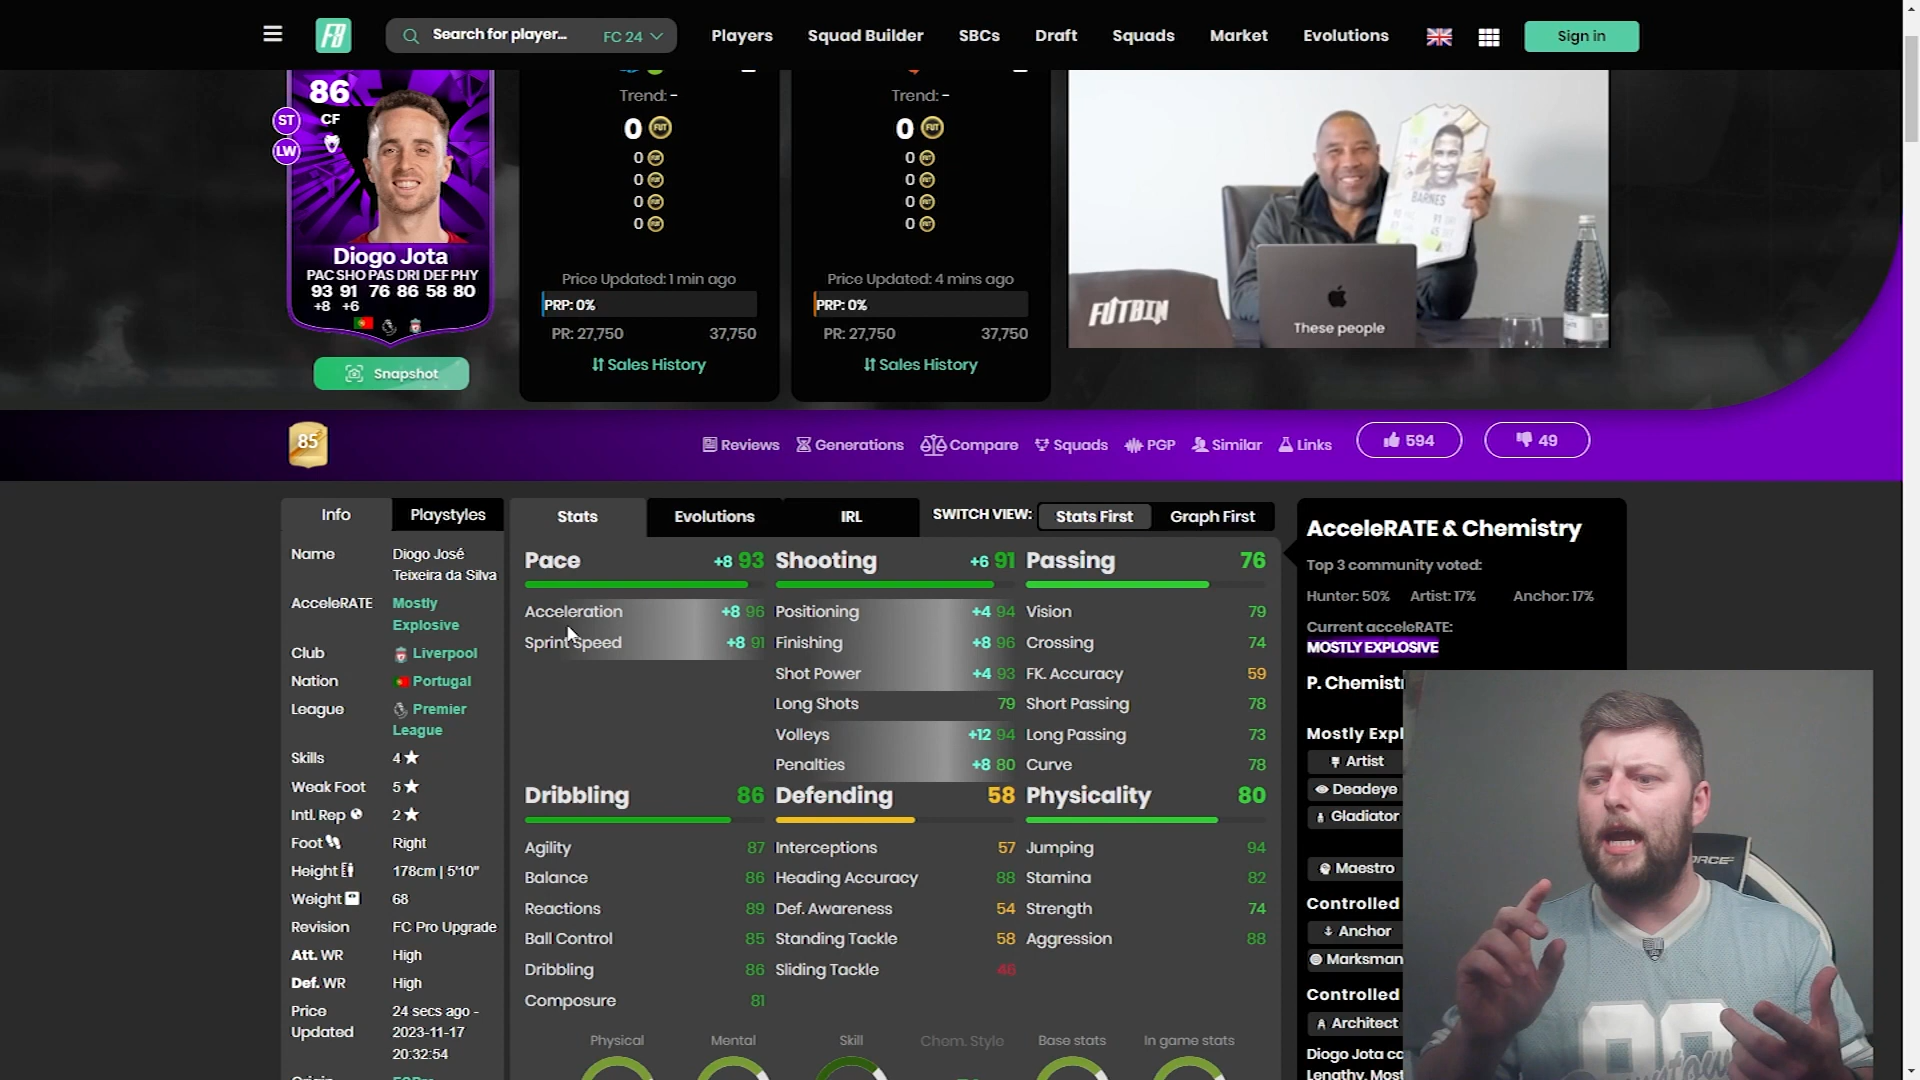 F8
Search for player...
FC 24
Players
Squad Builder
SBCs
Draft
Squads
Market
Evolutions
Sign in
86
CF
ST
LW
Diogo Jota
PAC SHO PAS DRI DEF PHY
93 91 76 86 58 80
+8 +6
Snapshot
Trend: -
0
0
0
0
0
Price Updated: 1 min ago
PRP: 0%
PR: 27,750 37,750
Sales History
Trend: -
0
0
0
0
0
Price Updated: 4 mins ago
PRP: 0%
PR: 27,750 37,750
Sales History
BARNES
FUTBIN
These people
85
Reviews
Generations
Compare
Squads
PGP
Similar
Links
594
49
Info
Playstyles
Name Diogo José
Teixeira da Silva
AcceleRATE Mostly
Explosive
Club Liverpool
Nation Portugal
League Premier
League
Skills 4
Weak Foot 5
Intl. Rep 2
Foot Right
Height 178cm | 5'10"
Weight 68
Revision FC Pro Upgrade
Att. WR High
Def. WR High
Price 24 secs ago -
Updated 2023-11-17
20:32:54
Stats
Evolutions
IRL
SWITCH VIEW:
Stats First
Graph First
Pace +8 93
Acceleration +8 96
Sprint Speed +8 91
Shooting +6 91
Positioning +4 94
Finishing +8 96
Shot Power +4 93
Long Shots 79
Volleys +12 94
Penalties +8 80
Passing 76
Vision 79
Crossing 74
FK. Accuracy 59
Short Passing 78
Long Passing 73
Curve 78
Dribbling 86
Agility 87
Balance 86
Reactions 89
Ball Control 85
Dribbling 86
Composure 81
Defending 58
Interceptions 57
Heading Accuracy 88
Def. Awareness 54
Standing Tackle 58
Sliding Tackle 48
Physicality 80
Jumping 94
Stamina 82
Strength 74
Aggression 88
Physical
Mental
Skill
Chem. Style
Base stats
In game stats
AcceleRATE & Chemistry
Top 3 community voted:
Hunter: 50% Artist: 17% Anchor: 17%
Current acceleRATE:
MOSTLY EXPLOSIVE
P. Chemist
Mostly Expl
Artist
Deadeye
Gladiator
Maestro
Controlled
Anchor
Marksman
Controlled
Architect
Diogo Jota
Lengthy, Most